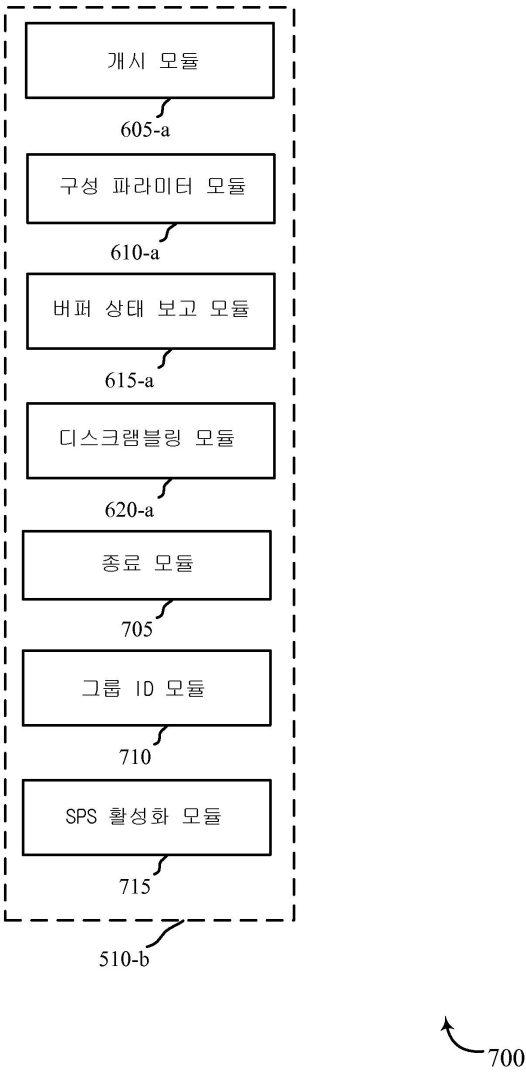 개시 모듈
605-a
구성 파라미터 모듈
610-a
버퍼 상태 보고 모듈
615-a
디스크램블링 모듈
620-a
종료 모듈
705
그룹 ID 모듈
710
SPS 활성화 모듈
715
510-b
700